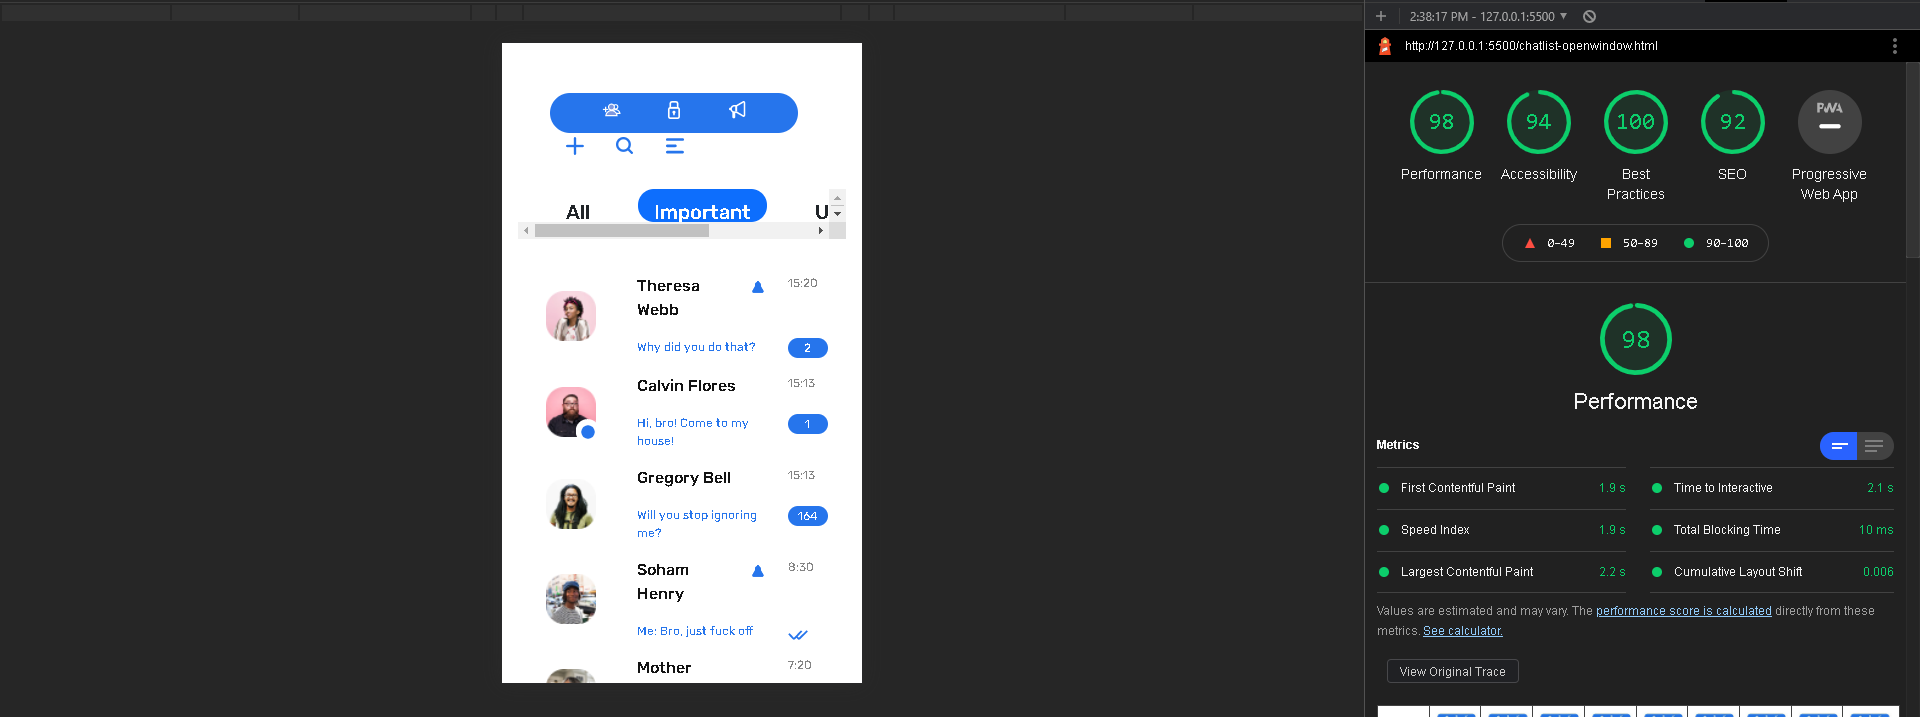 All
Important
U
Theresa
Webb
15:20
Why did you do that?
2
Calvin Flores
15:13
Hi, bro! Come to my
house!
1
Gregory Bell
15:13
Will you stop ignoring
me?
164
Soham
Henry
8:30
Me: Bro, just fuck off
Mother
7:20
2:38:17 PM - 127.0.0.1:5500
http://127.0.0.1:5500/chatlist-openwindow.html
98
Performance
94
Accessibility
100
Best
Practices
92
SEO
PWA
Progressive
Web App
0–49
50–89
90–100
98
Performance
Metrics
First Contentful Paint
1.9 s
Time to Interactive
2.1 s
Speed Index
1.9 s
Total Blocking Time
10 ms
Largest Contentful Paint
2.2 s
Cumulative Layout Shift
0.006
Values are estimated and may vary. The performance score is calculated directly from these
metrics. See calculator.
View Original Trace